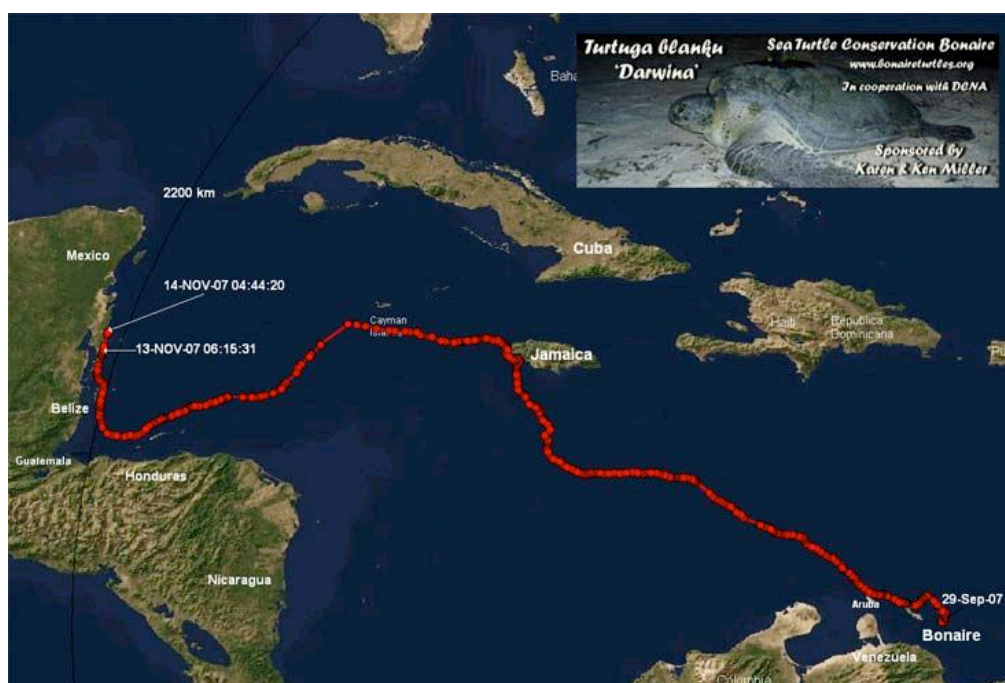 Turtuga blanku
'Darwina'
Sea Turtle Conservation Bonaire
www.bonaireturtles.org
In cooperation with DCNA
Sponsored by
Karen & Ken Miller
Baha
2200 km
Mexico
Cuba
14-NOV-07 04:44:20
Cayman
Haiti
Republica
Dominicana
13-NOV-07 06:15:31
Jamaica
Pu
Belize
Guatemala
Honduras
Nicaragua
29-Sep-07
Aruba
Bonaire
Venezuela
Colombia